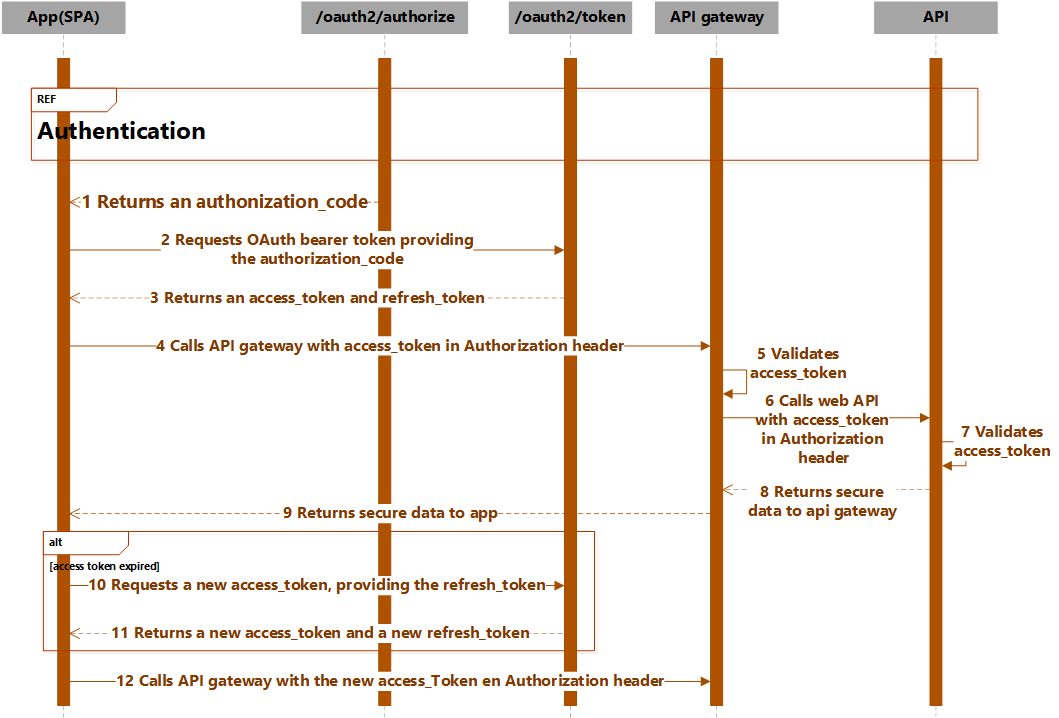 App(SPA)
/oauth2/authorize
/oauth2/token
API gateway
API
REF
Authentication
1 Returns an authonization_code
2 Requests OAuth bearer token providing
the authorization_code
3 Returns an access_token and refresh_token
4 Calls API gateway with access_token in Authorization header
5 Validates
access_token
6 Calls web API
with access_token
in Authorization
header
7 Validates
access_token
8 Returns secure
data to api gateway
9 Returns secure data to app
alt
[access token expired]
10 Requests a new access_token, providing the refresh_token
11 Returns a new access_token and a new refresh_token
12 Calls API gateway with the new access_Token en Authorization header